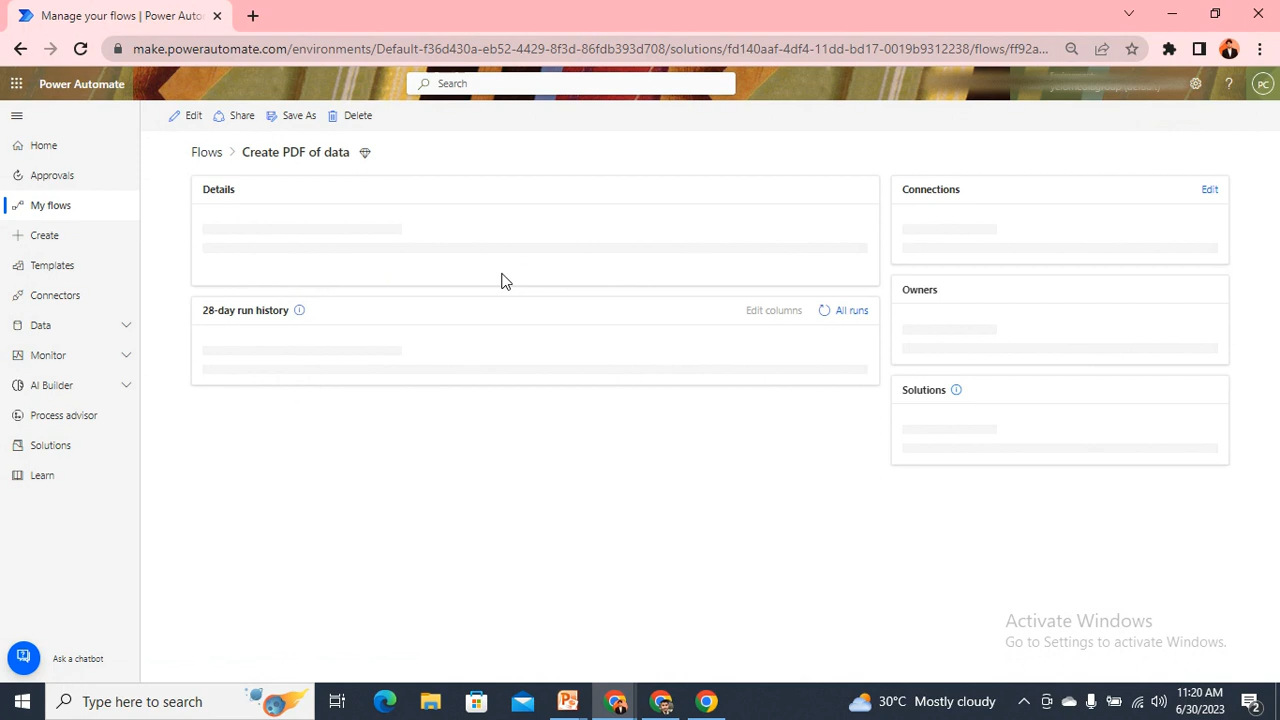 Manage your flows | Power Auto
make.powerautomate.com/environments/Default-f36d430a-eb52-4429-8f3d-86fdb393d708/solutions/fd140aaf-4df4-11dd-bd17-0019b9312238/flows/ff92a...
Power Automate
Search
PC
Edit Share Save As Delete
Home
Approvals
My flows
Create
Templates
Connectors
Data
Monitor
AI Builder
Process advisor
Solutions
Learn
Ask a chatbot
Flows > Create PDF of data
Details
28-day run history
Edit columns All runs
Connections Edit
Owners
Solutions
Activate Windows
Go to Settings to activate Windows.
Type here to search
30°C Mostly cloudy
11:20 AM
6/30/2023
2